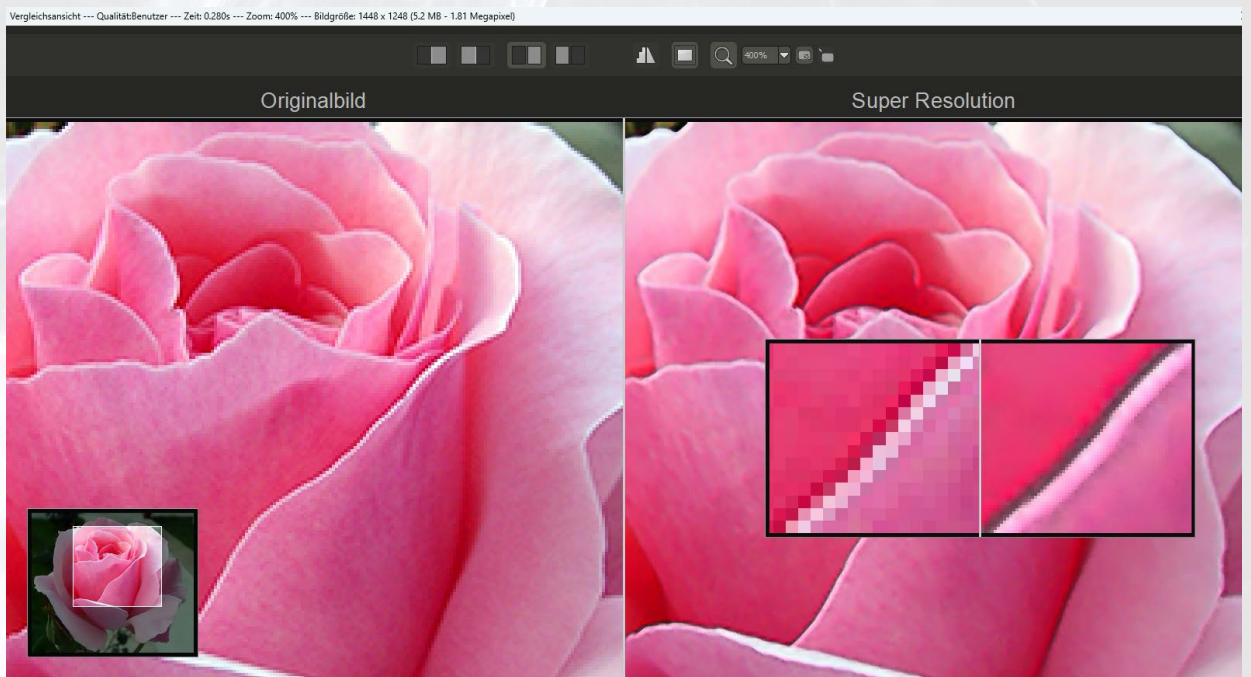 Vergleichsansicht --- Qualität:Benutzer --- Zeit: 0.280s --- Zoom: 400% --- Bildgröße: 1448 x 1248 (5.2 MB - 1.81 Megapixel)
400%
Originalbild
Super Resolution